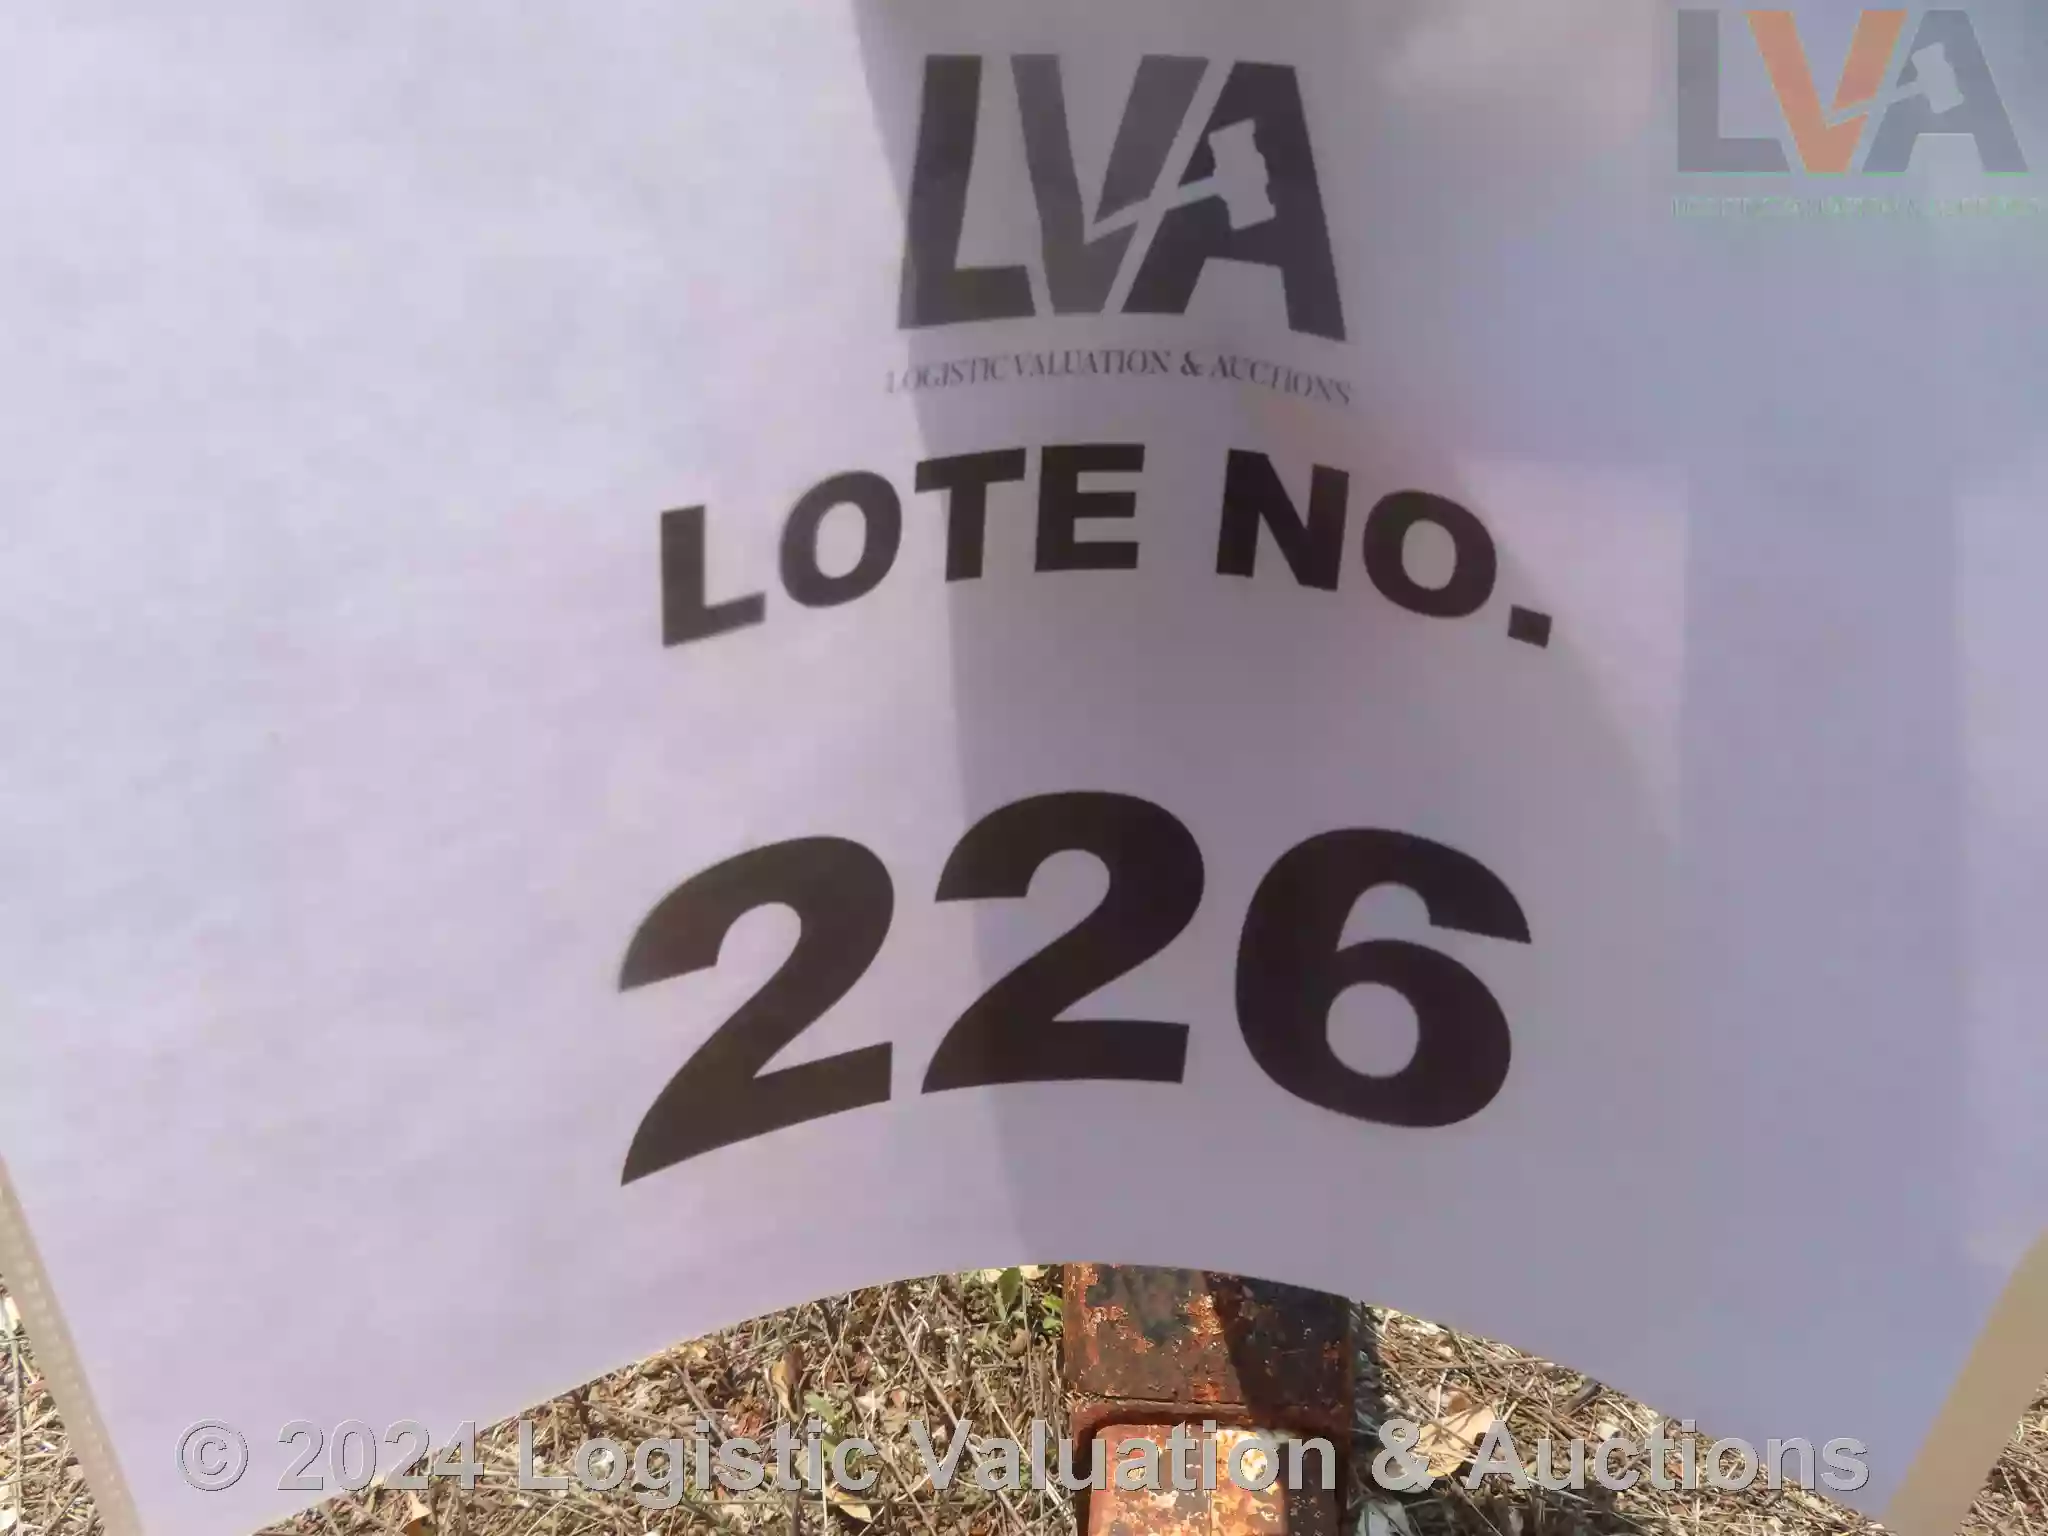 LVA
LVA
LOGISTIC VALUATION & AUCTIONS
LOTE NO.
226
© 2024 Logistic Valuation & Auctions